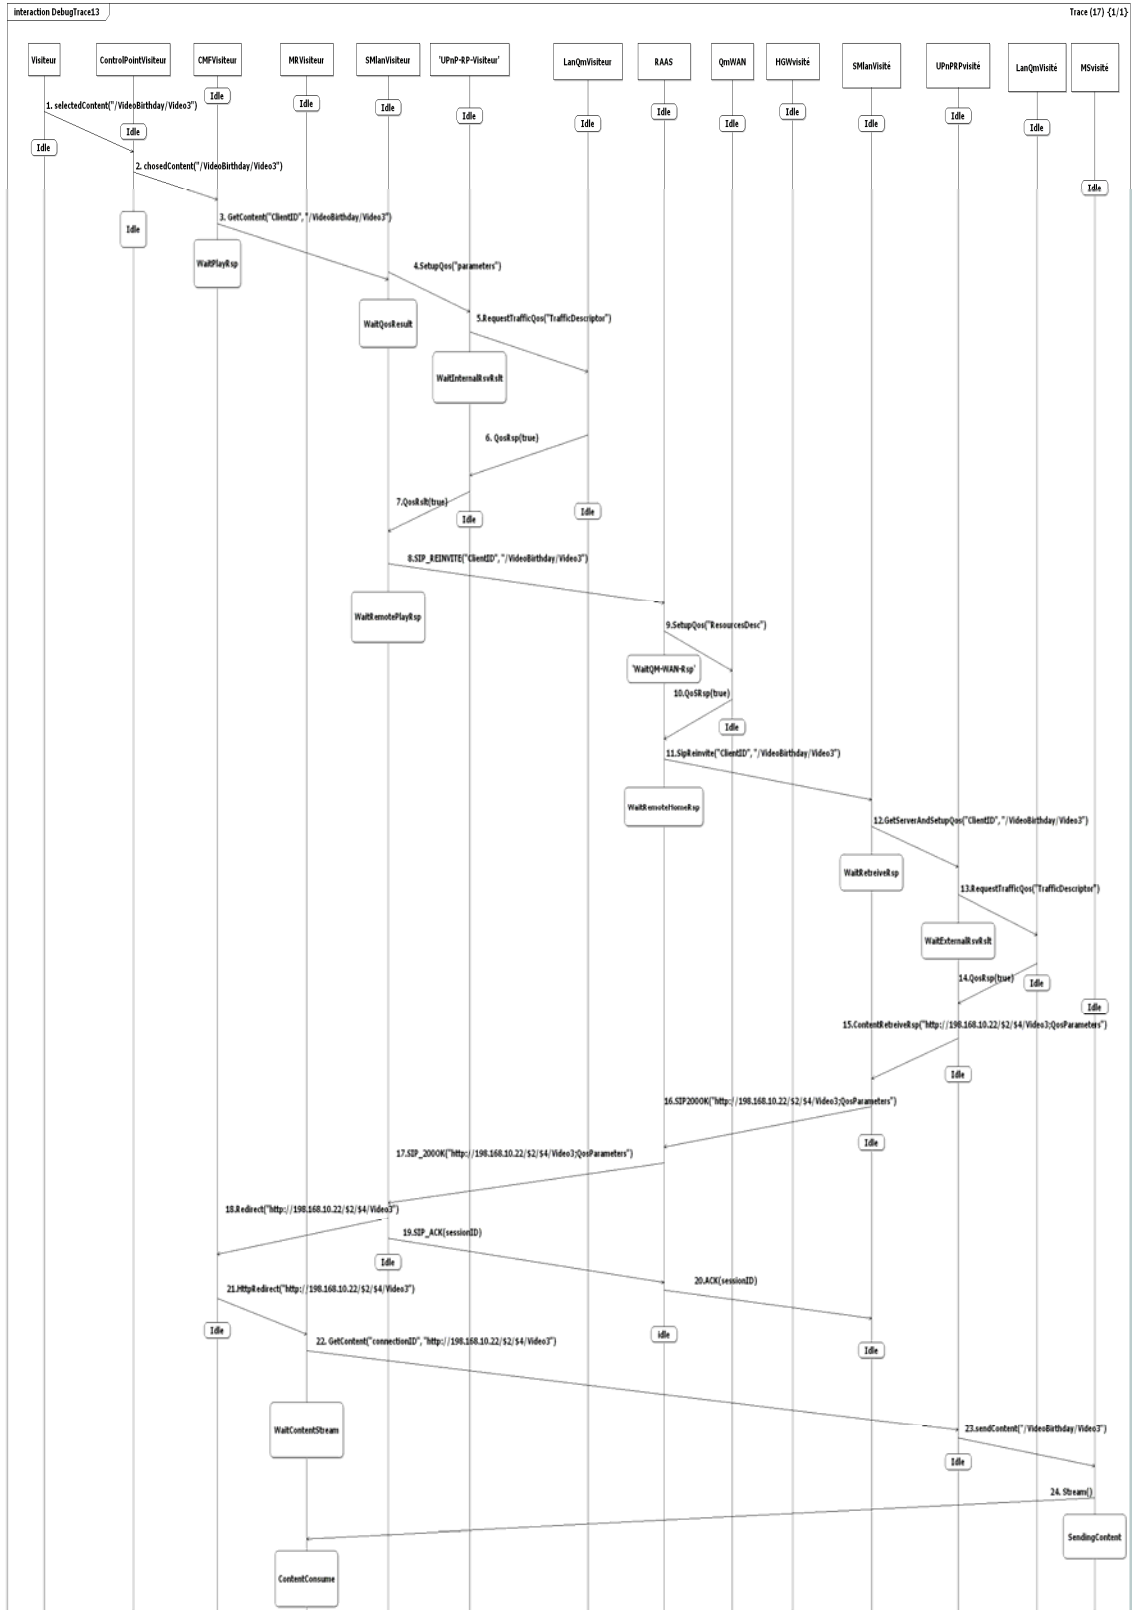 interaction DebugTrace13
Trace (17) {1/1}
Visiteur
ControlPointVisiteur
CMFVisiteur
MRVisiteur
SMlanVisiteur
'UPnP-RP-Visiteur'
LanQmVisiteur
RAAS
QmWAN
HGWvisité
SMlanVisité
UPnPRPvisité
LanQmVisité
MSvisité
Idle
Idle
Idle
Idle
Idle
Idle
Idle
Idle
Idle
Idle
Idle
1. selectedContent("/VideoBirthday/Video3")
Idle
Idle
2. chosedContent("/VideoBirthday/Video3")
Idle
Idle
3. GetContent("ClientID", "/VideoBirthday/Video3")
WaitPlayRsp
4.SetupQos("parameters")
WaitQosResult
5.RequestTrafficQos("TrafficDescriptor")
WaitInternalRsvRslt
6. QosRsp(true)
7.QosRslt(true)
Idle
Idle
8.SIP_REINVITE("ClientID", "/VideoBirthday/Video3")
WaitRemotePlayRsp
9.SetupQos("ResourcesDesc")
'WaitQM-WAN-Rsp'
10.QoSRsp(true)
Idle
11.SipReinvite("ClientID", "/VideoBirthday/Video3")
WaitRemoteHomeRsp
12.GetServerAndSetupQos("ClientID", "/VideoBirthday/Video3")
WaitRetreiveRsp
13.RequestTrafficQos("TrafficDescriptor")
WaitExternalRsvRslt
14.QosRsp(true)
Idle
Idle
15.ContentRetreiveRsp("http://198.168.10.22/$2/$4/Video3;QosParameters")
Idle
16.SIP200OK("http://198.168.10.22/$2/$4/Video3;QosParameters")
Idle
17.SIP_200OK("http://198.168.10.22/$2/$4/Video3;QosParameters")
18.Redirect("http://198.168.10.22/$2/$4/Video3")
19.SIP_ACK(sessionID)
Idle
20.ACK(sessionID)
21.HttpRedirect("http://198.168.10.22/$2/$4/Video3")
Idle
idle
22. GetContent("connectionID", "http://198.168.10.22/$2/$4/Video3")
Idle
WaitContentStream
23.sendContent("/VideoBirthday/Video3")
Idle
24. Stream()
SendingContent
ContentConsume